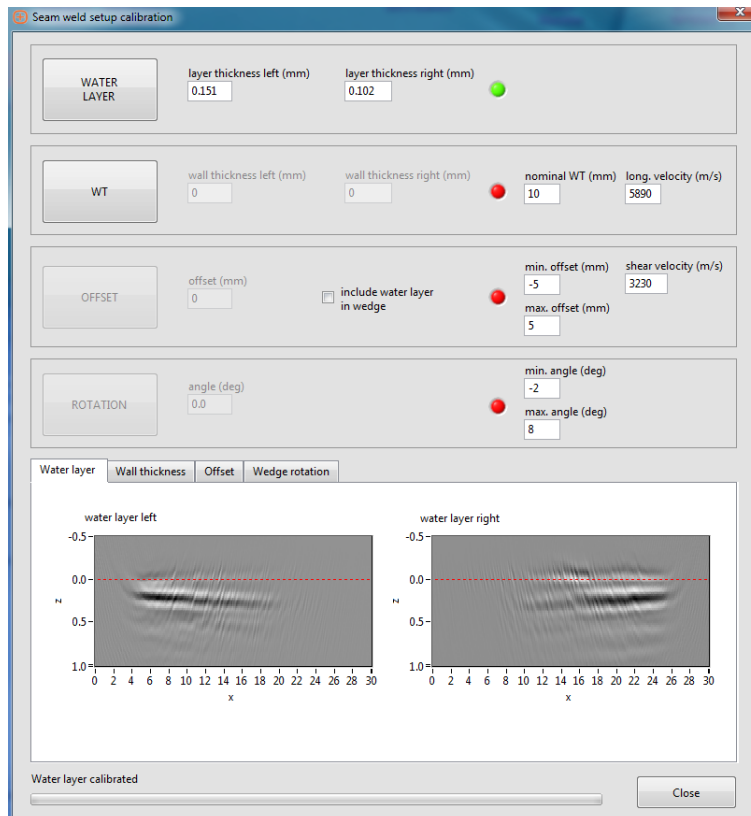 Seam weld setup calibration
WATER
LAYER
layer thickness left (mm)
layer thickness right (mm)
0.151
0.102
WT
wall thickness left (mm)
wall thickness right (mm)
nominal WT (mm)
long. velocity (m/s)
0
0
10
5890
OFFSET
offset (mm)
0
include water layer
in wedge
min. offset (mm)
shear velocity (m/s)
-5
3230
max. offset (mm)
5
ROTATION
angle (deg)
0.0
min. angle (deg)
-2
max. angle (deg)
8
Water layer
Wall thickness
Offset
Wedge rotation
water layer left
-0.5
0.0
0.5
1.0
z
0 2 4 6 8 10 12 14 16 18 20 22 24 26 28 30
x
water layer right
-0.5
0.0
0.5
1.0
z
0 2 4 6 8 10 12 14 16 18 20 22 24 26 28 30
x
Water layer calibrated
Close